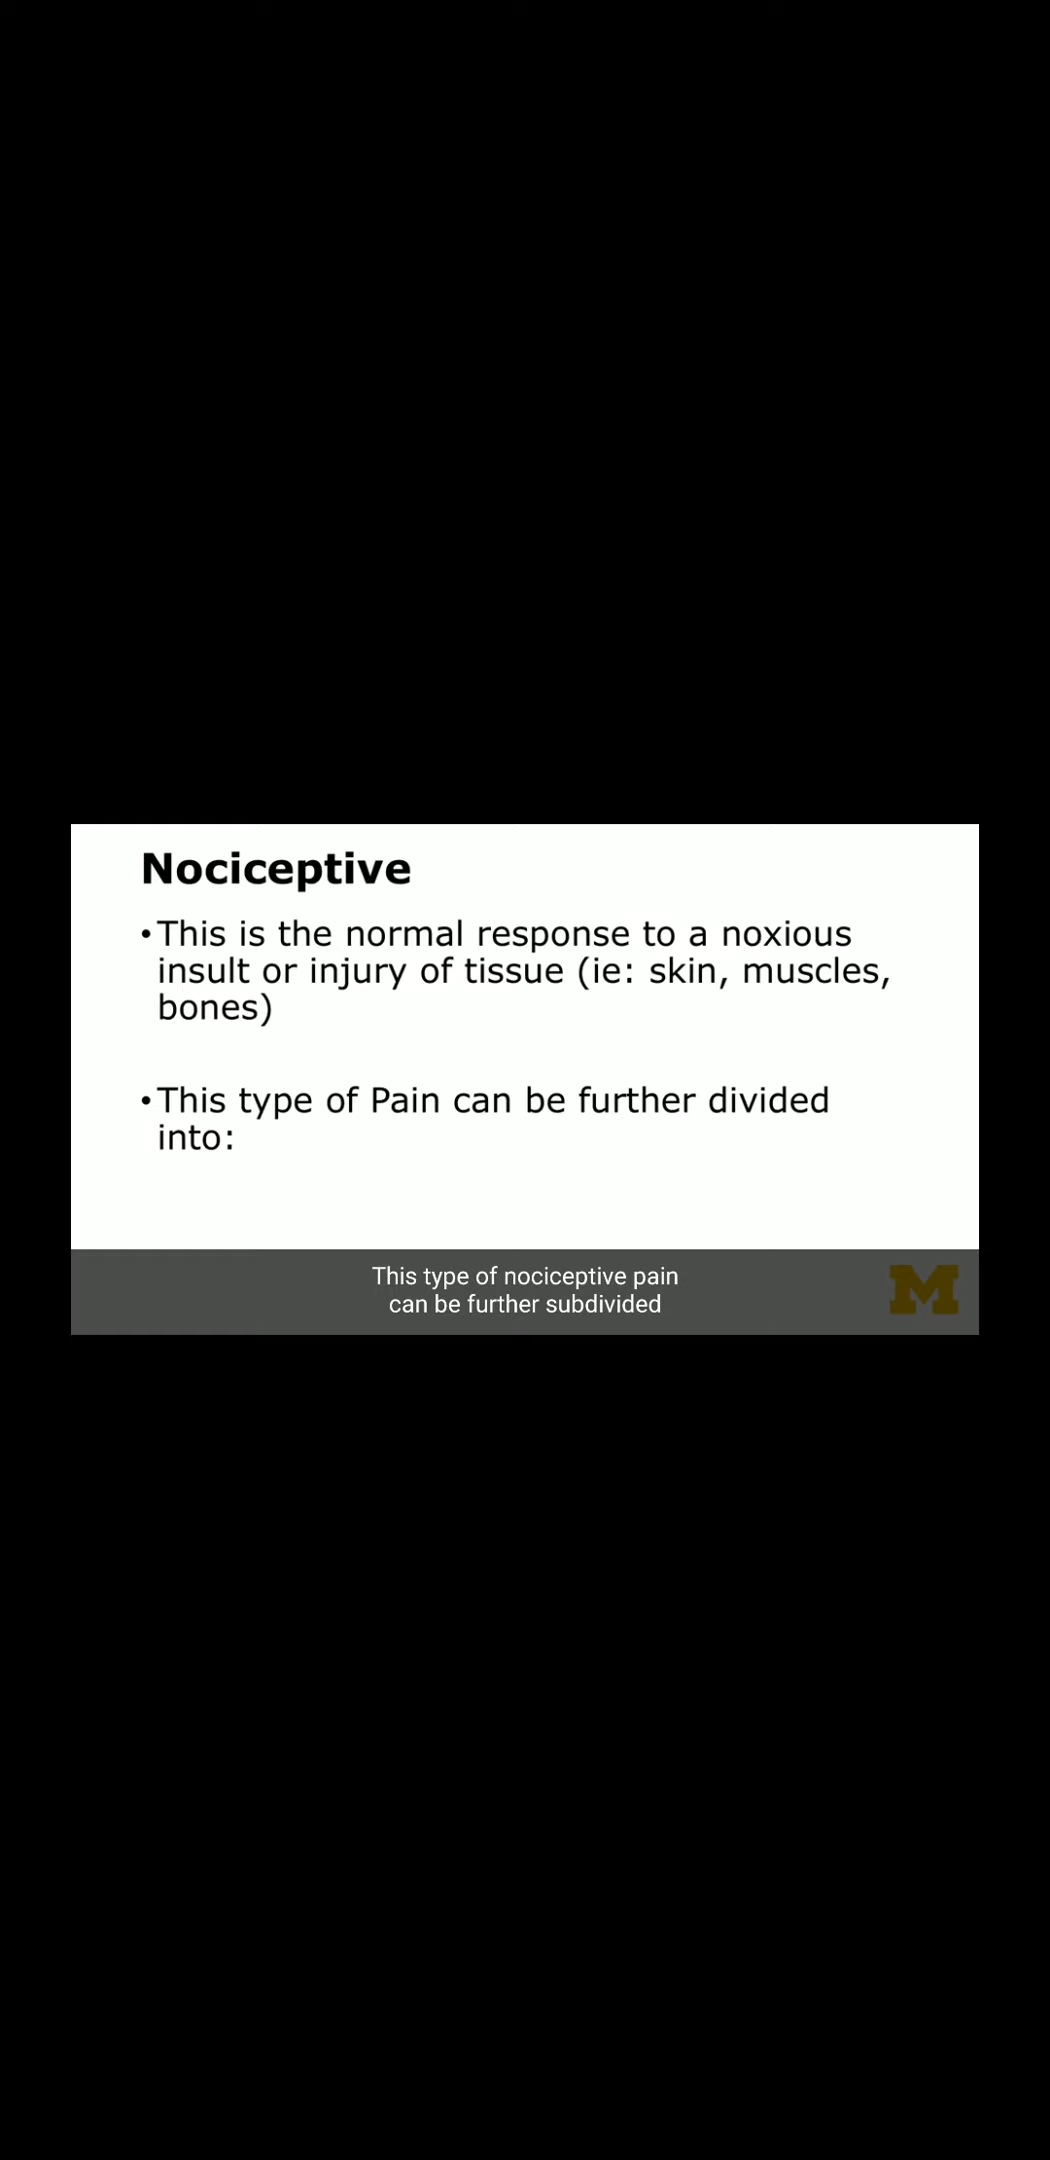 Nociceptive
•This is the normal response to a noxious
insult or injury of tissue (ie: skin, muscles,
bones)
•This type of Pain can be further divided
into:
This type of nociceptive pain
can be further subdivided
M